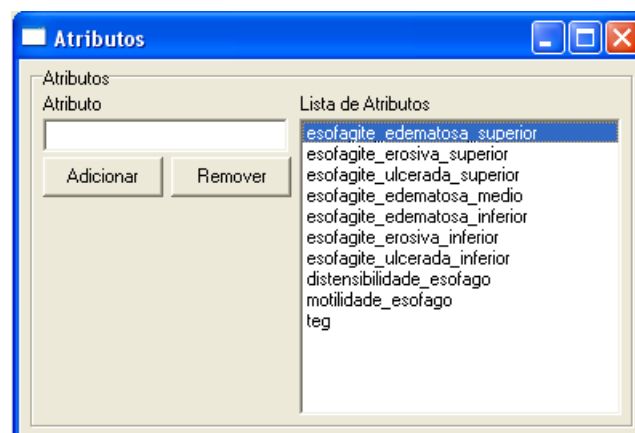 Atributos
Atributos
Atributo
Adicionar
Remover
Lista de Atributos
esofagite_edematosa_superior
esofagite_erosiva_superior
esofagite_ulcerada_superior
esofagite_edematosa_medio
esofagite_edematosa_inferior
esofagite_erosiva_inferior
esofagite_ulcerada_inferior
distensibilidade_esofago
motilidade_esofago
teg